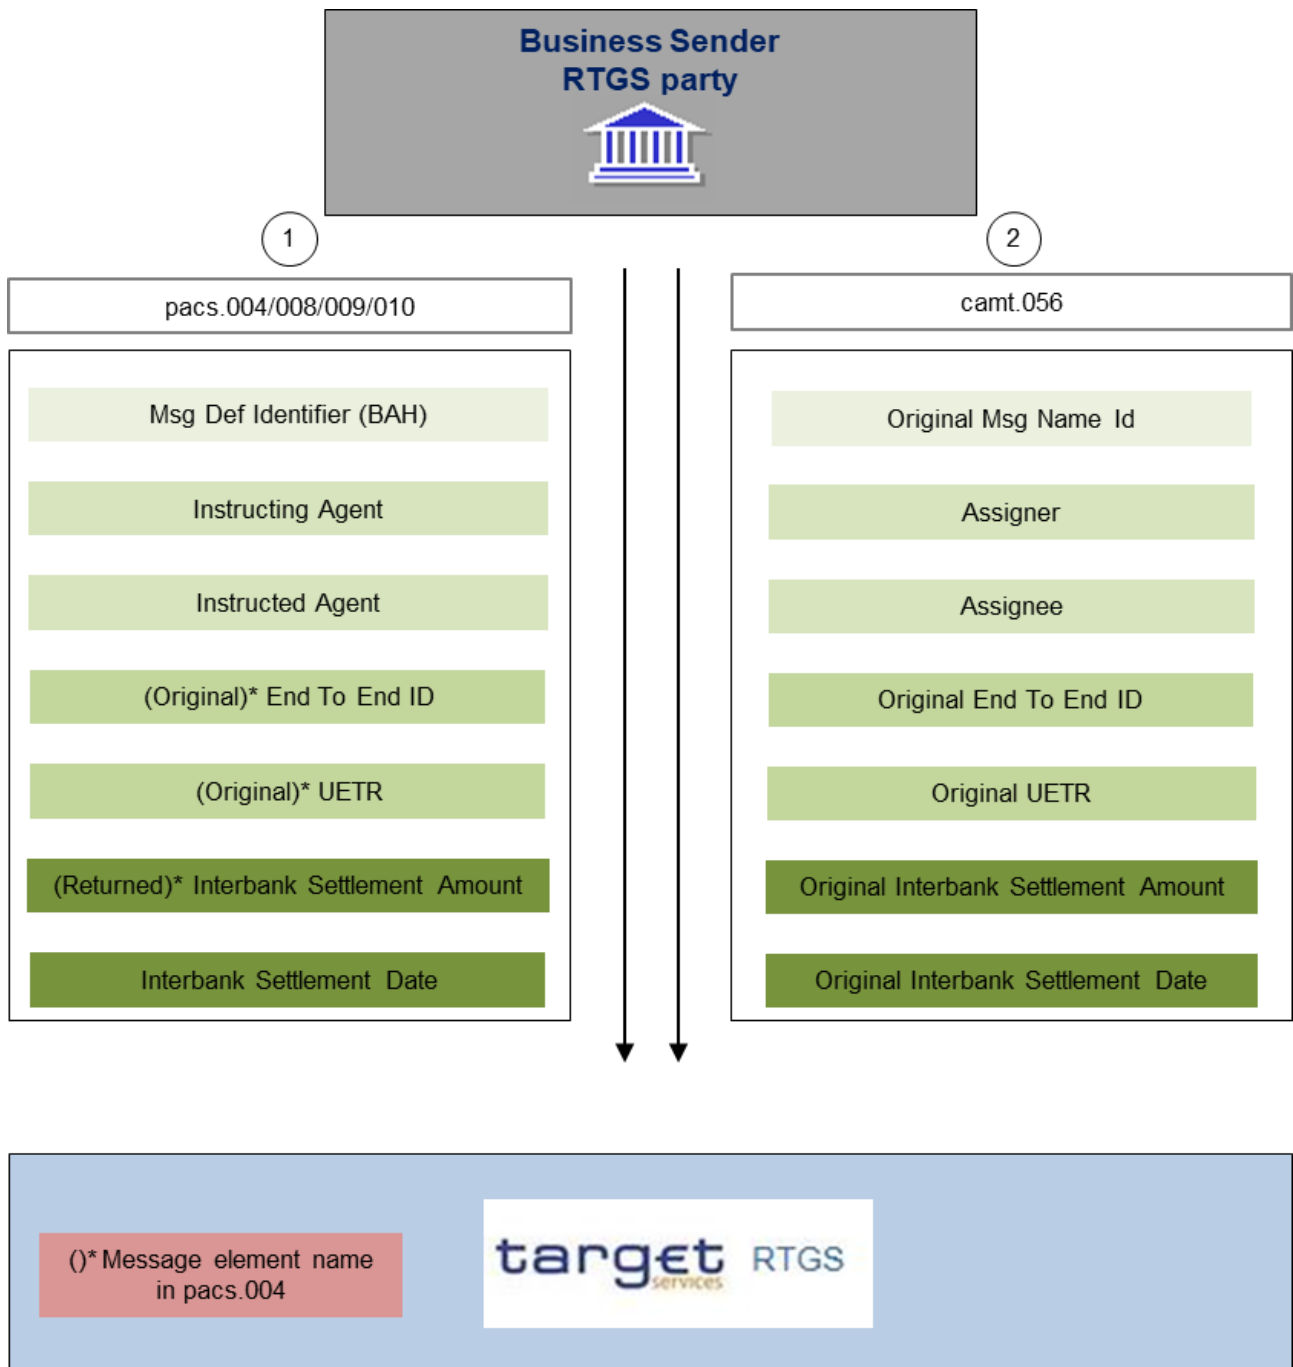 Business Sender
RTGS party
1
2
pacs.004/008/009/010
camt.056
Msg Def Identifier (BAH)
Original Msg Name Id
Instructing Agent
Assigner
Instructed Agent
Assignee
(Original)* End To End ID
Original End To End ID
(Original)* UETR
Original UETR
(Returned)* Interbank Settlement Amount
Original Interbank Settlement Amount
Interbank Settlement Date
Original Interbank Settlement Date
()* Message element name
in pacs.004
target RTGS
services